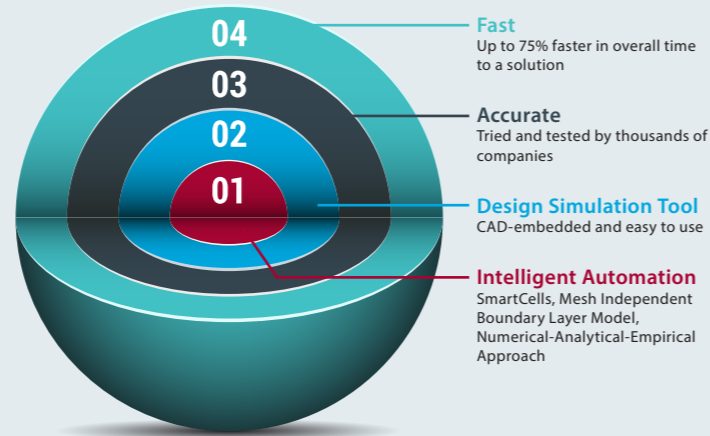 04
03
02
01
Fast
Up to 75% faster in overall time
to a solution
Accurate
Tried and tested by thousands of
companies
Design Simulation Tool
CAD-embedded and easy to use
Intelligent Automation
SmartCells, Mesh Independent
Boundary Layer Model,
Numerical-Analytical-Empirical
Approach